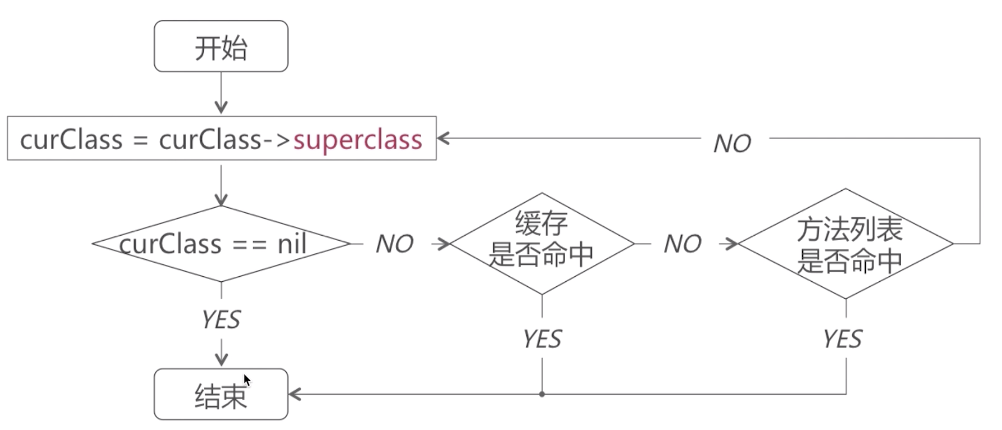 开始
curClass = curClass->superclass
NO
curClass == nil
NO
缓存
是否命中
NO
方法列表
是否命中
YES
YES
YES
结束